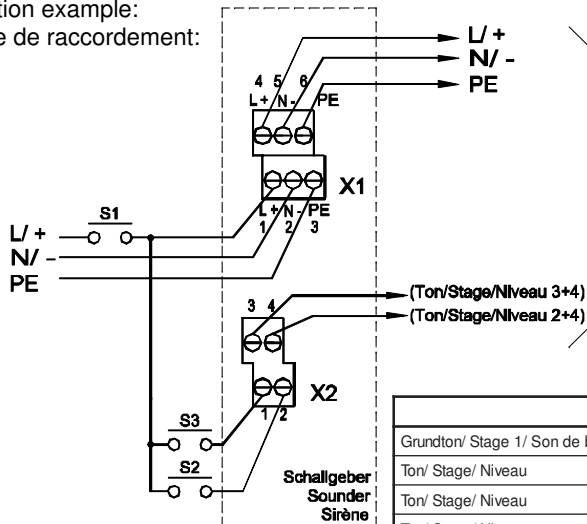 tion example:
e de raccordement:
L/ +
N/ -
PE
4 5 6
L + N - PE
X1
L + N - PE
1 2 3
S1
L/ +
N/ -
PE
(Ton/Stage/Niveau 3+4)
(Ton/Stage/Niveau 2+4)
3 4
X2
1 2
S3
S2
Schallgeber
Sounder
Sirène
Grundton/ Stage 1/ Son de
Ton/ Stage/ Niveau
Ton/ Stage/ Niveau